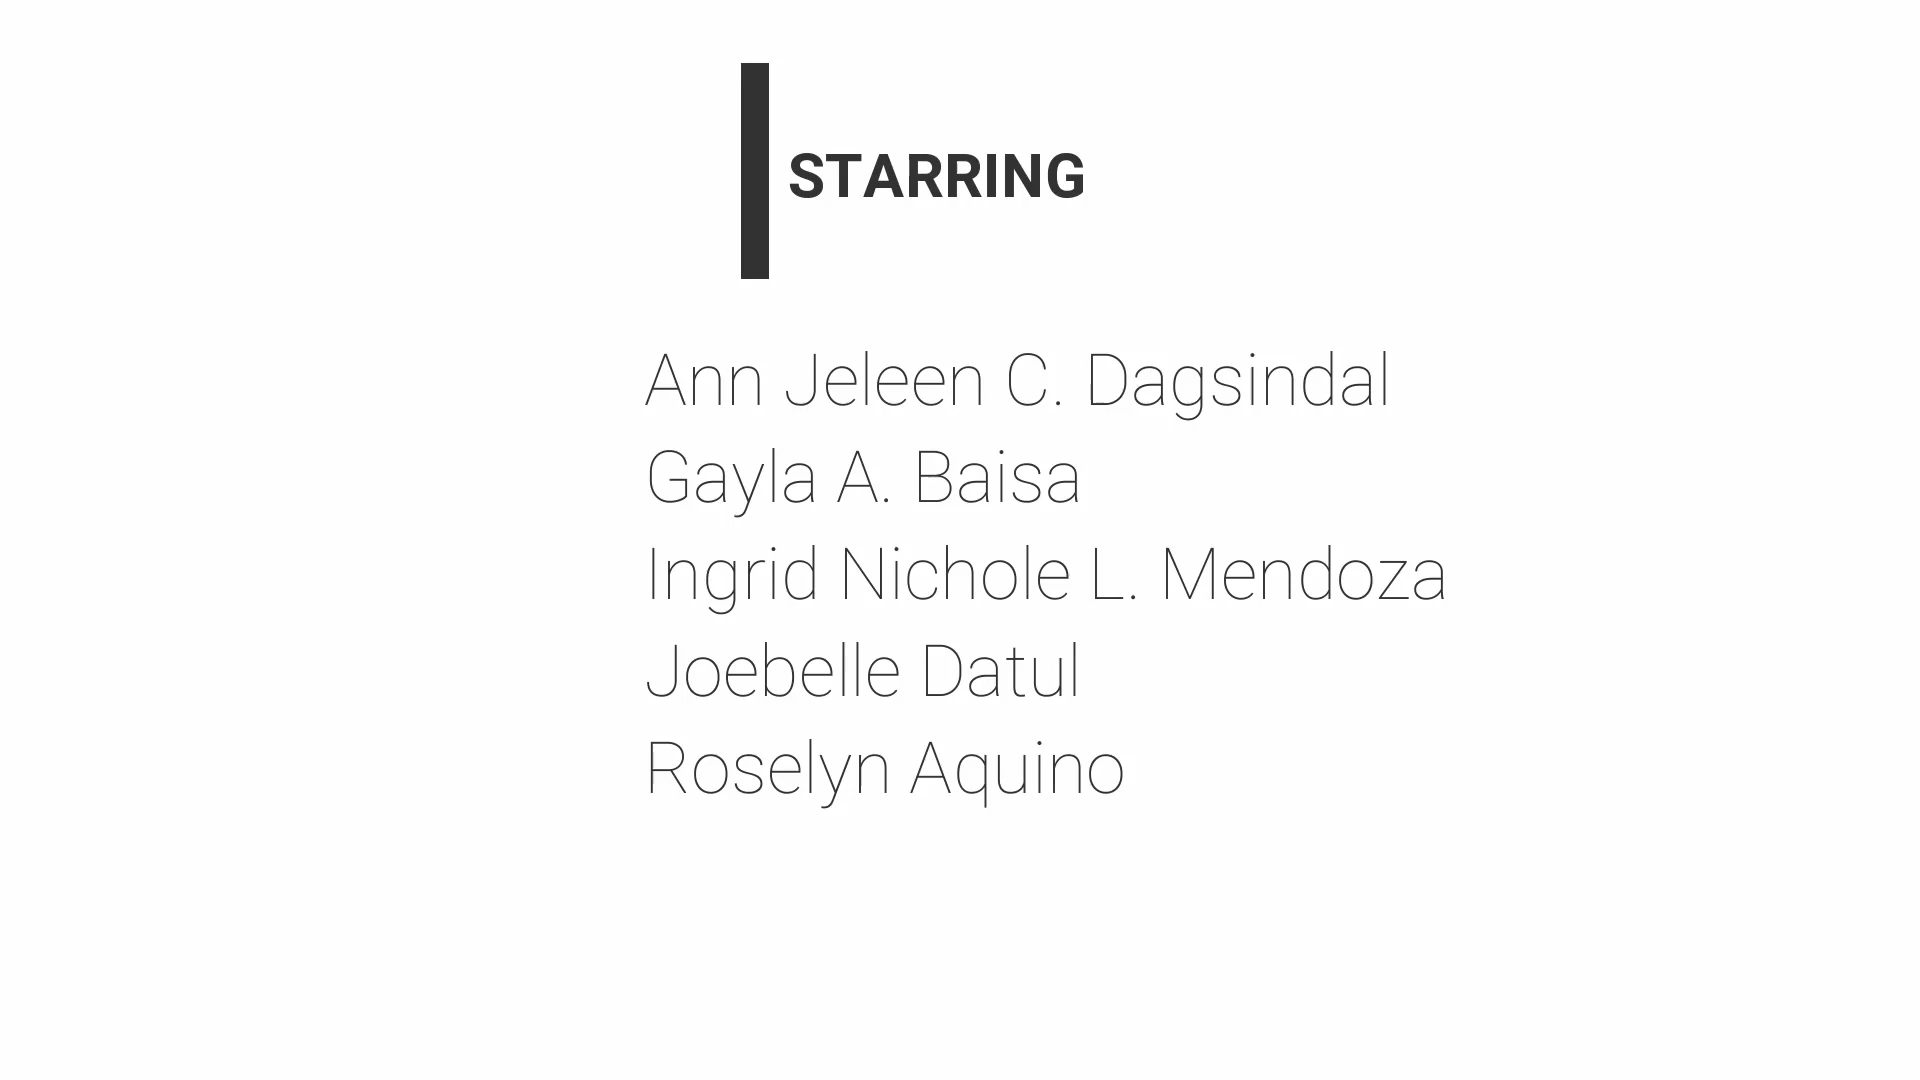 STARRING
Ann Jeleen C. Dagsindal
Gayla A. Baisa
Ingrid Nichole L. Mendoza
Joebelle Datul
Roselyn Aquino